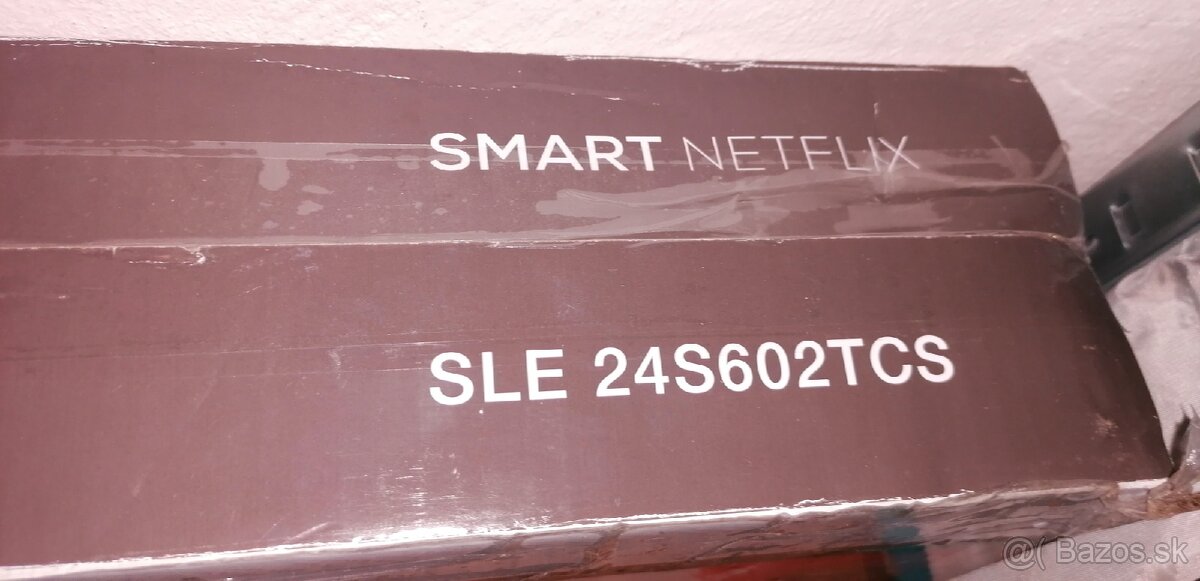 SMART NETFLIX
SLE 24S602TCS
@( Bazos.sk